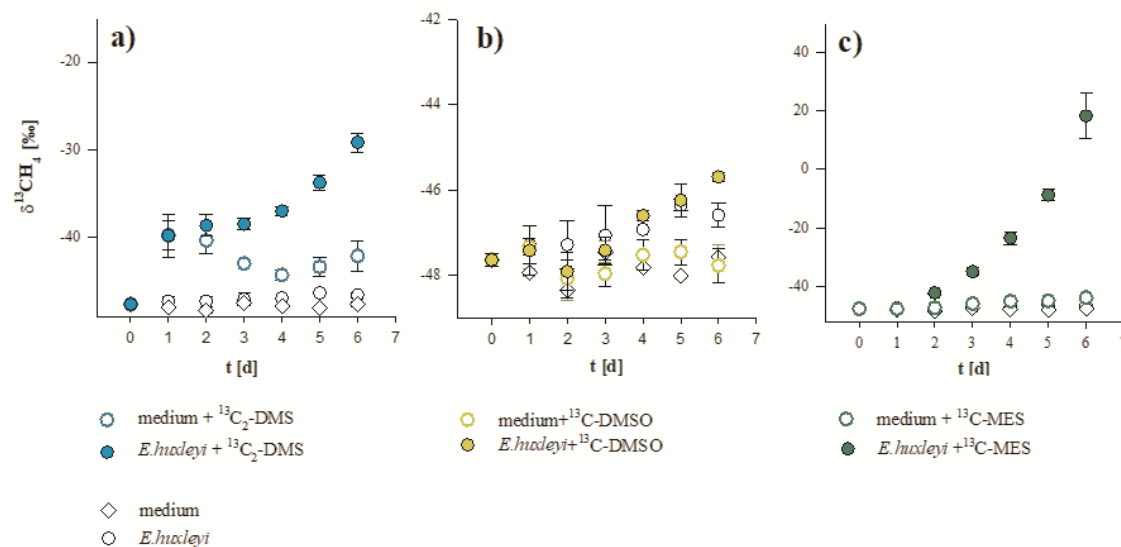 a)
δ¹³CH₄ [‰]
-20
-30
-40
0 1 2 3 4 5 6 7
t [d]
b)
-42
-44
-46
-48
0 1 2 3 4 5 6 7
t [d]
c)
40
20
0
-20
-40
0 1 2 3 4 5 6 7
t [d]
medium + ¹³C₂-DMS
E.huxleyi + ¹³C₂-DMS
medium+¹³C-DMSO
E.huxleyi+¹³C-DMSO
medium + ¹³C-MES
E.huxleyi +¹³C-MES
medium
E.huxleyi